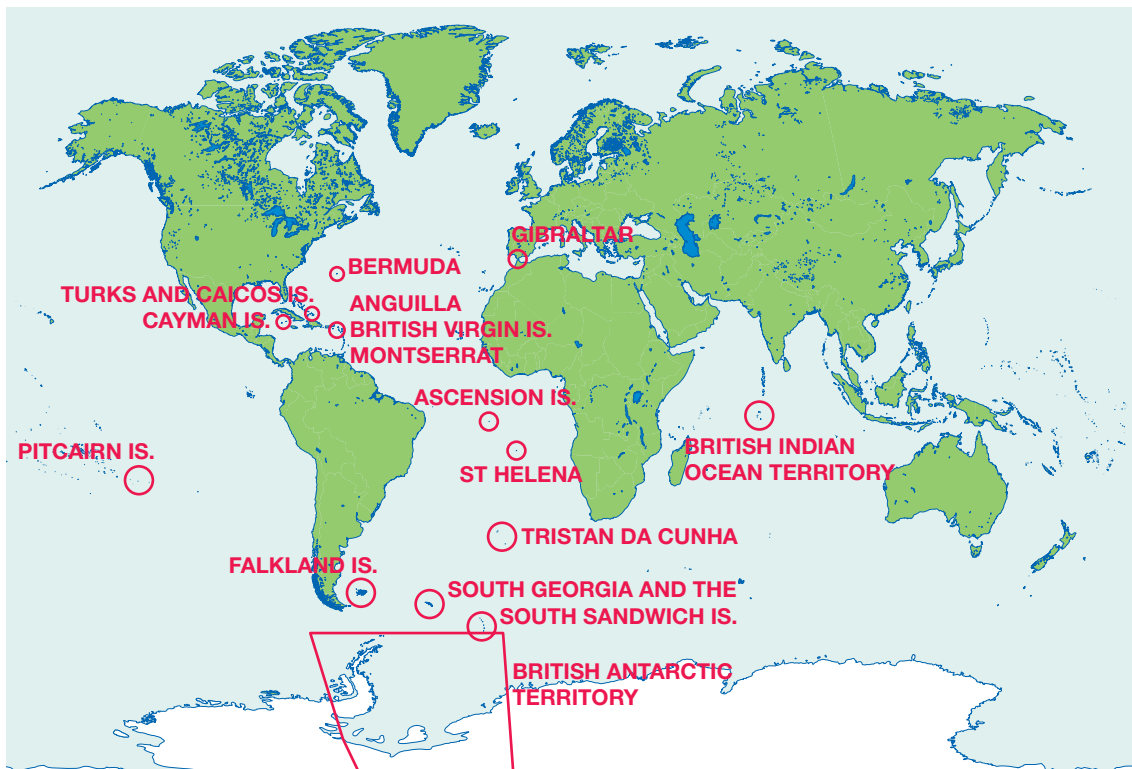 GIBRALTAR
BERMUDA
TURKS AND CAICOS IS.
CAYMAN IS.
ANGUILLA
BRITISH VIRGIN IS.
MONTSERRAT
ASCENSION IS.
PITCAIRN IS.
ST HELENA
BRITISH INDIAN
OCEAN TERRITORY
TRISTAN DA CUNHA
FALKLAND IS.
SOUTH GEORGIA AND THE
SOUTH SANDWICH IS.
BRITISH ANTARCTIC
TERRITORY